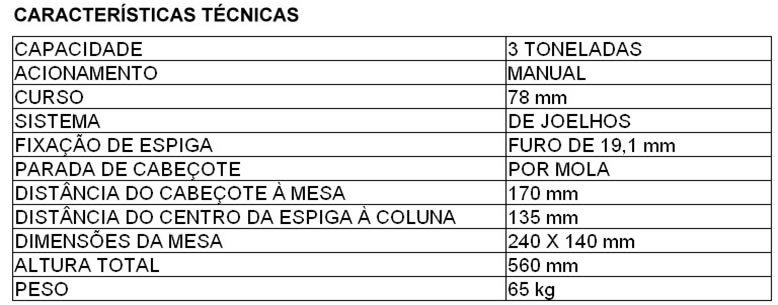 CARACTERÍSTICAS TÉCNICAS
CAPACIDADE 3 TONELADAS
ACIONAMENTO MANUAL
CURSO 78 mm
SISTEMA DE JOELHOS
FIXAÇÃO DE ESPIGA FURO DE 19,1 mm
PARADA DE CABEÇOTE POR MOLA
DISTÂNCIA DO CABEÇOTE À MESA 170 mm
DISTÂNCIA DO CENTRO DA ESPIGA À COLUNA 135 mm
DIMENSÕES DA MESA 240 X 140 mm
ALTURA TOTAL 560 mm
PESO 65 kg